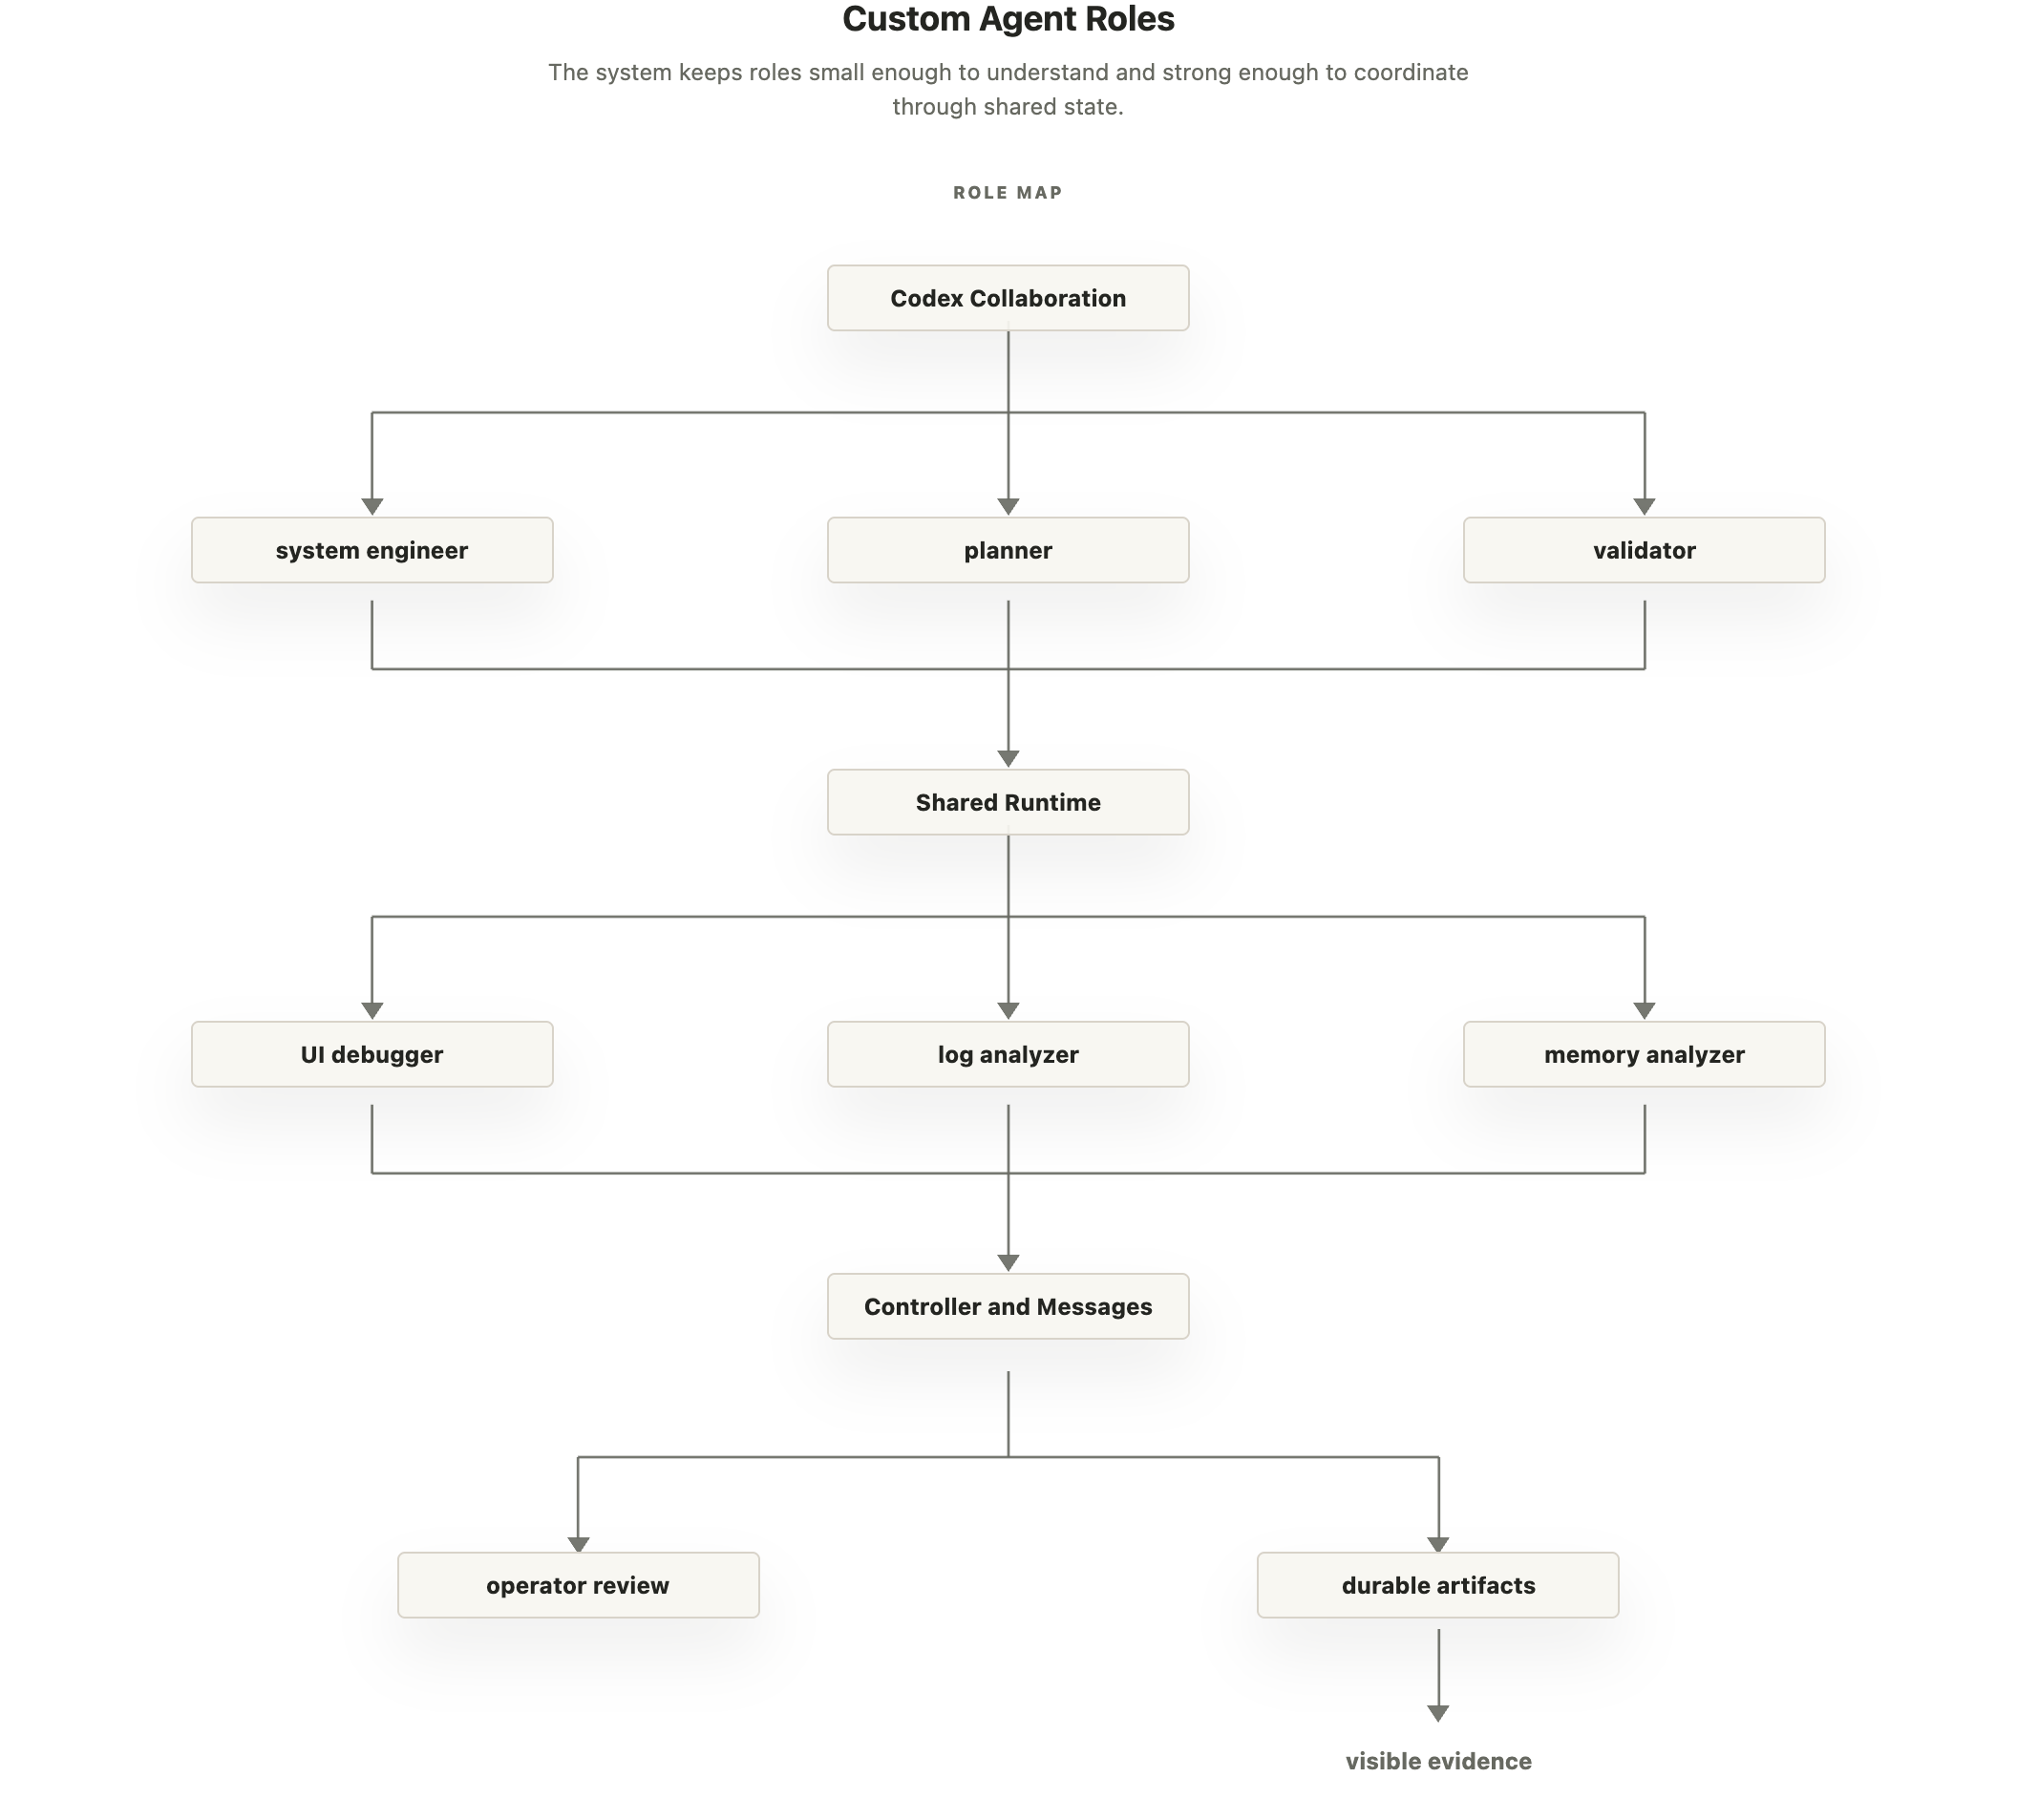 Custom Agent Roles
The system keeps roles small enough to understand and strong enough to coordinate
through shared state.
ROLE MAP
Codex Collaboration
system engineer
planner
validator
Shared Runtime
UI debugger
log analyzer
memory analyzer
Controller and Messages
operator review
durable artifacts
visible evidence